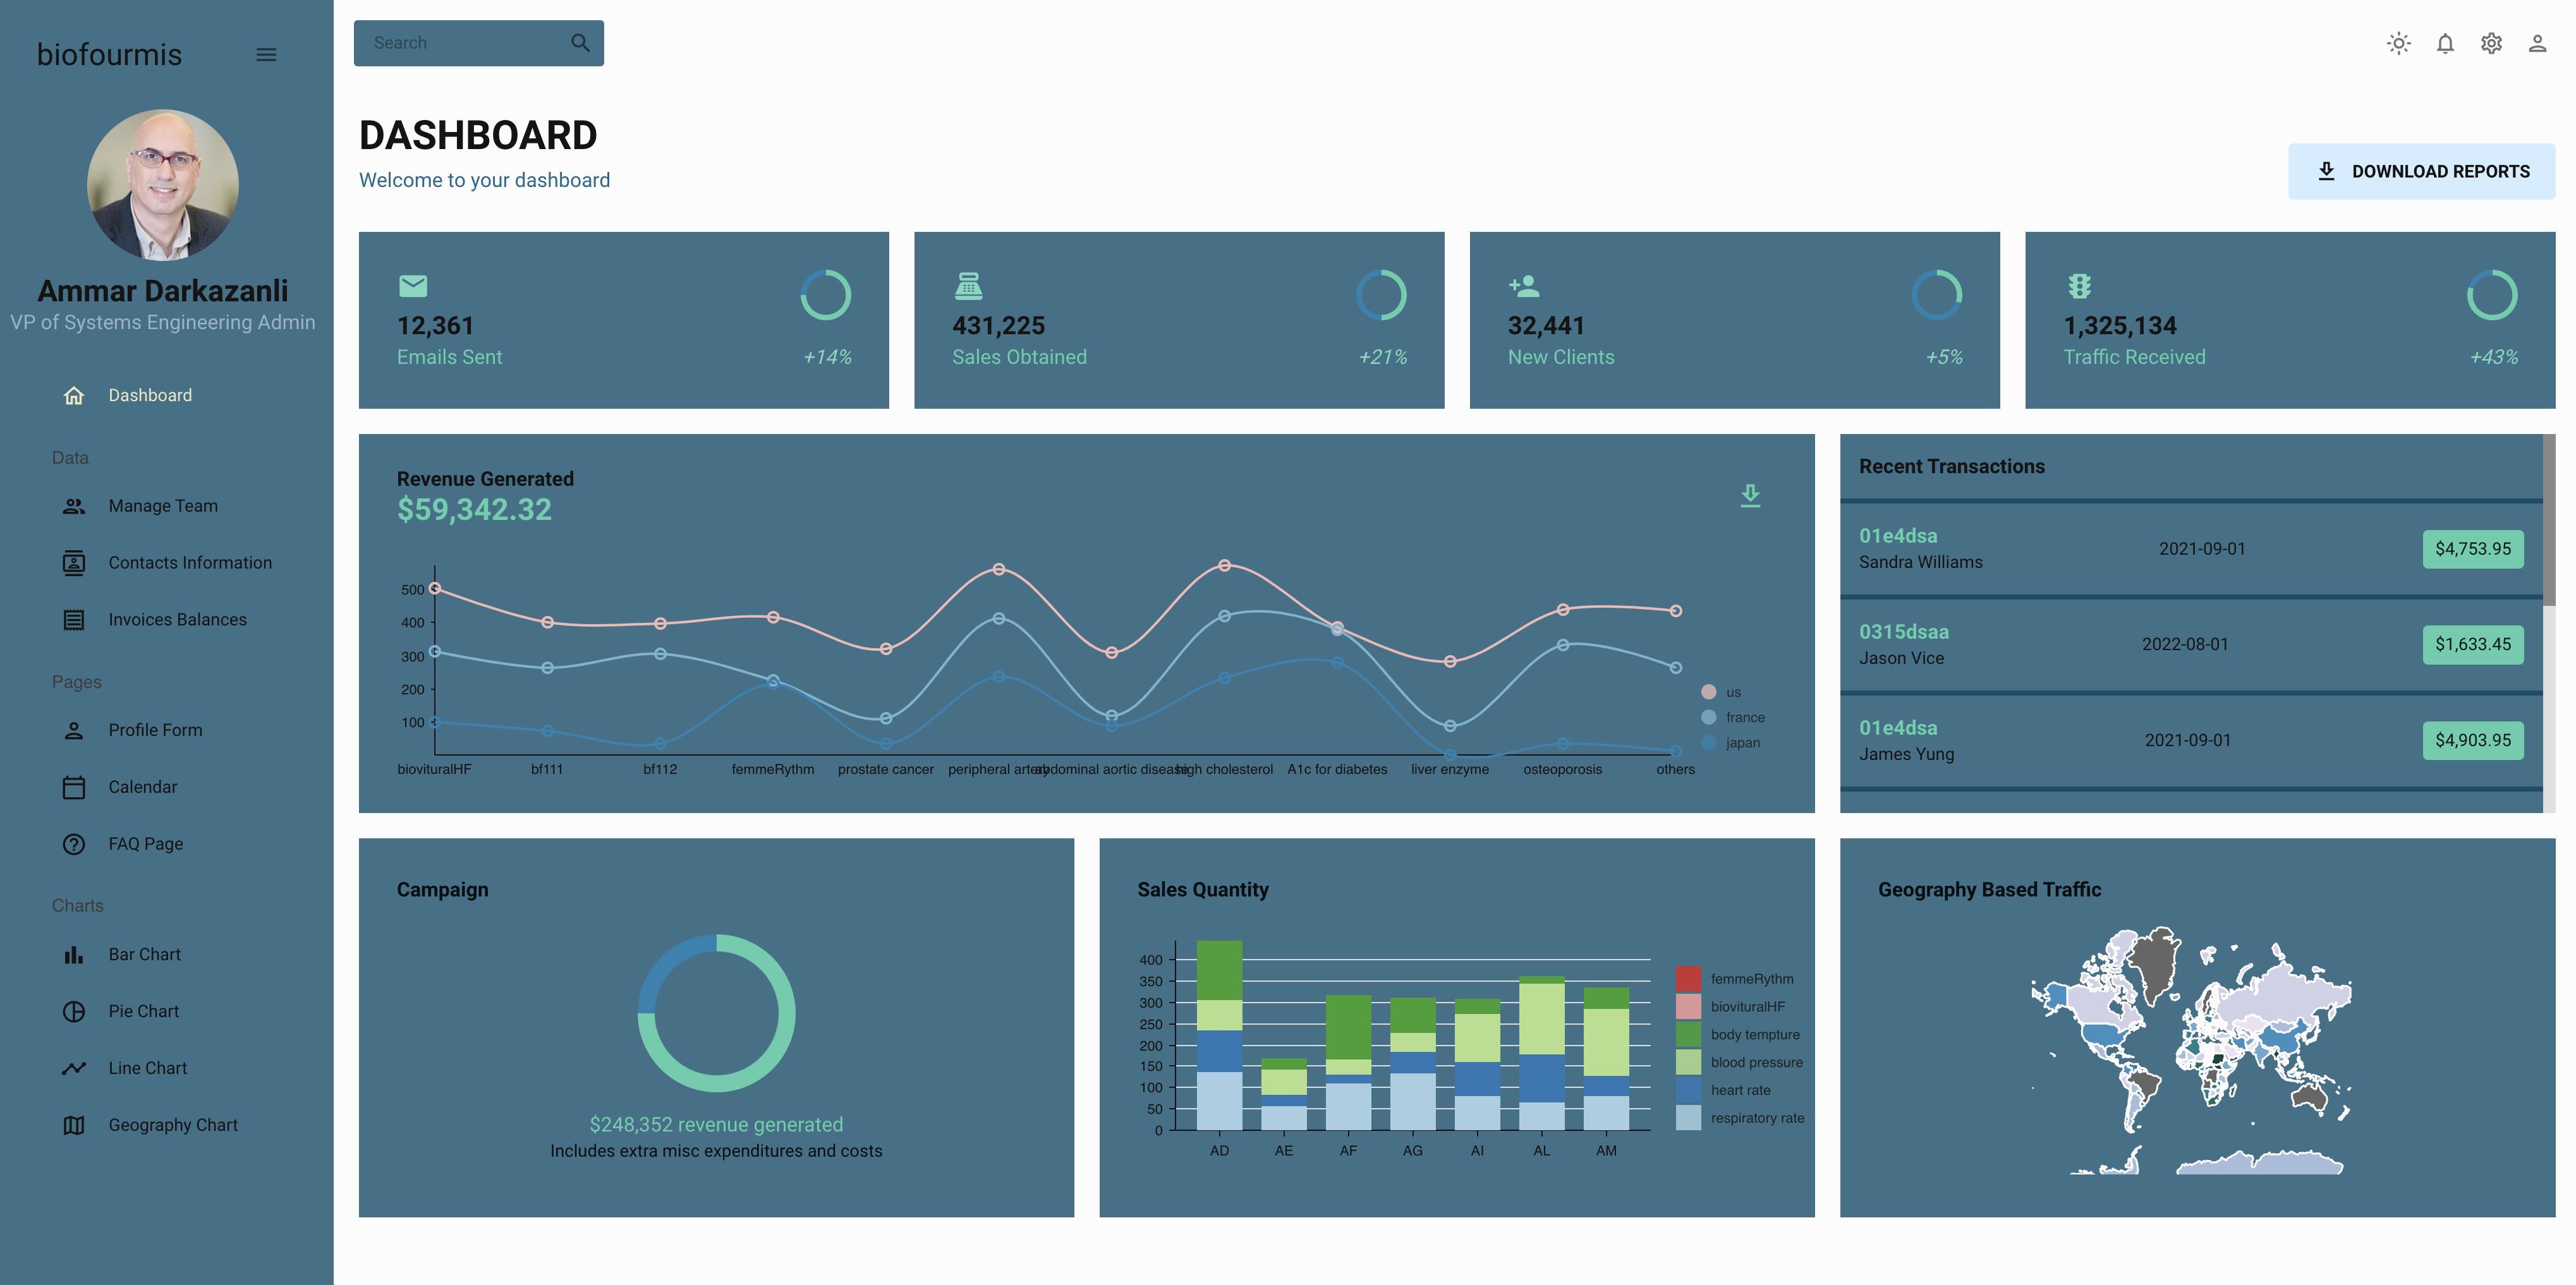 biofourmis
Ammar Darkazanli
VP of Systems Engineering Admin
Dashboard
Data
Manage Team
Contacts Information
Invoices Balances
Pages
Profile Form
Calendar
FAQ Page
Charts
Bar Chart
Pie Chart
Line Chart
Geography Chart
Search
DASHBOARD
Welcome to your dashboard
DOWNLOAD REPORTS
12,361
Emails Sent
+14%
431,225
Sales Obtained
+21%
32,441
New Clients
+5%
1,325,134
Traffic Received
+43%
Revenue Generated
$59,342.32
500
400
300
200
100
biovituralHF
bf111
bf112
femmeRythm
prostate cancer
peripheral artery
abdominal aortic disease
high cholesterol
A1c for diabetes
liver enzyme
osteoporosis
others
us
france
japan
Recent Transactions
01e4dsa
Sandra Williams
2021-09-01
$4,753.95
0315dsaa
Jason Vice
2022-08-01
$1,633.45
01e4dsa
James Yung
2021-09-01
$4,903.95
Campaign
$248,352 revenue generated
Includes extra misc expenditures and costs
Sales Quantity
400
350
300
250
200
150
100
50
0
AD
AE
AF
AG
AI
AL
AM
femmeRythm
biovituralHF
body tempture
blood pressure
heart rate
respiratory rate
Geography Based Traffic